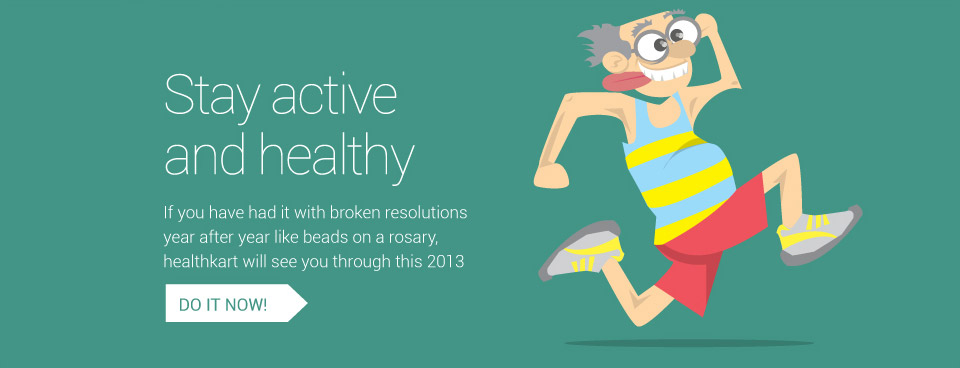 Stay active
and healthy
If you have had it with broken resolutions
year after year like beads on a rosary,
healthkart will see you through this 2013
DO IT NOW!